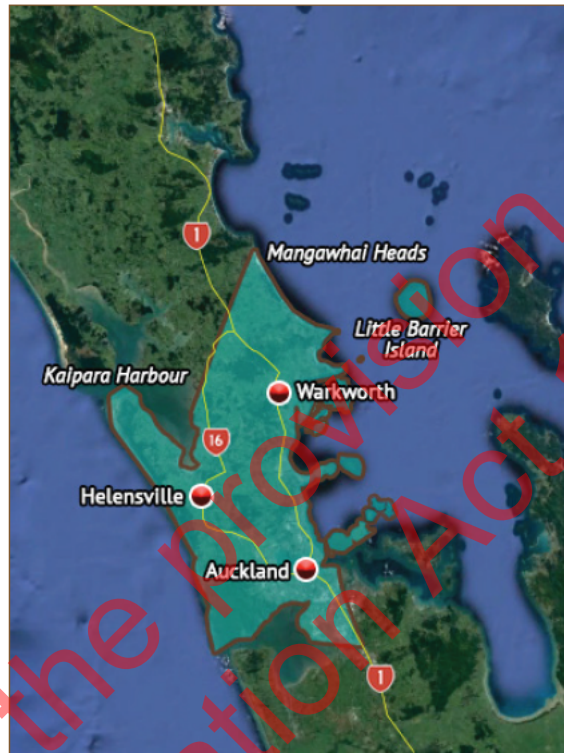 1
Mangawhai Heads
Little Barrier
Island
Kaipara Harbour
Warkworth
16
Helensville
Auckland
1
the provision
ation Act